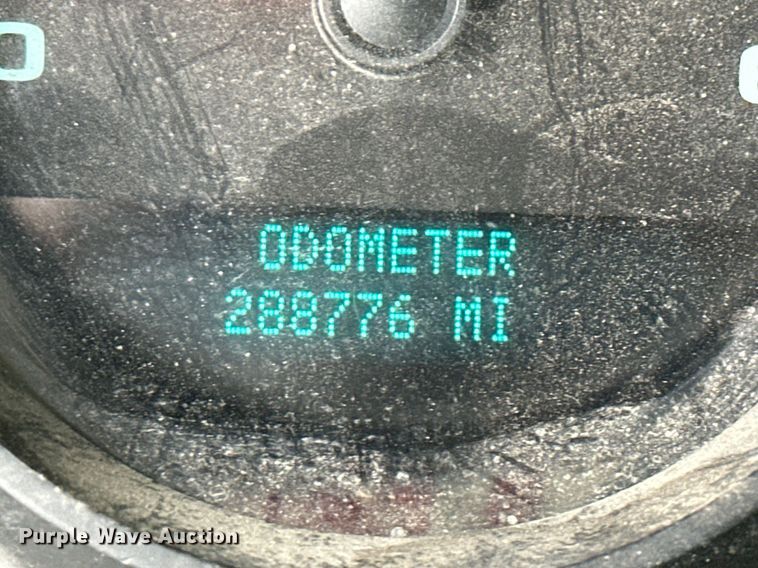 ODOMETER
288776 MI
Purple Wave Auction